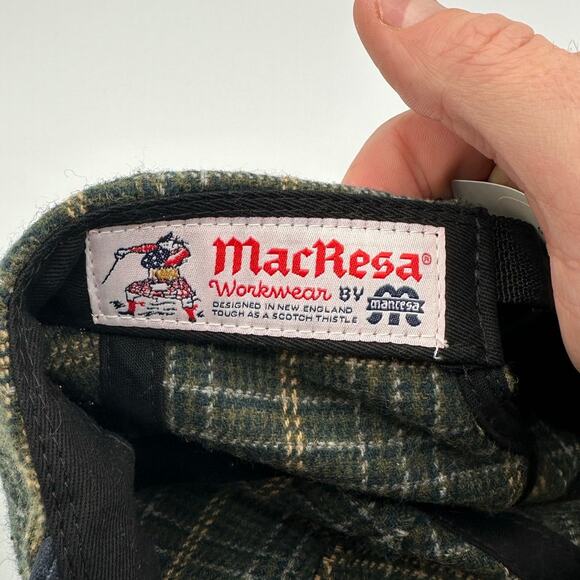 MacResa®
Workwear BY mancesa
DESIGNED IN NEW ENGLAND
TOUGH AS A SCOTCH THISTLE